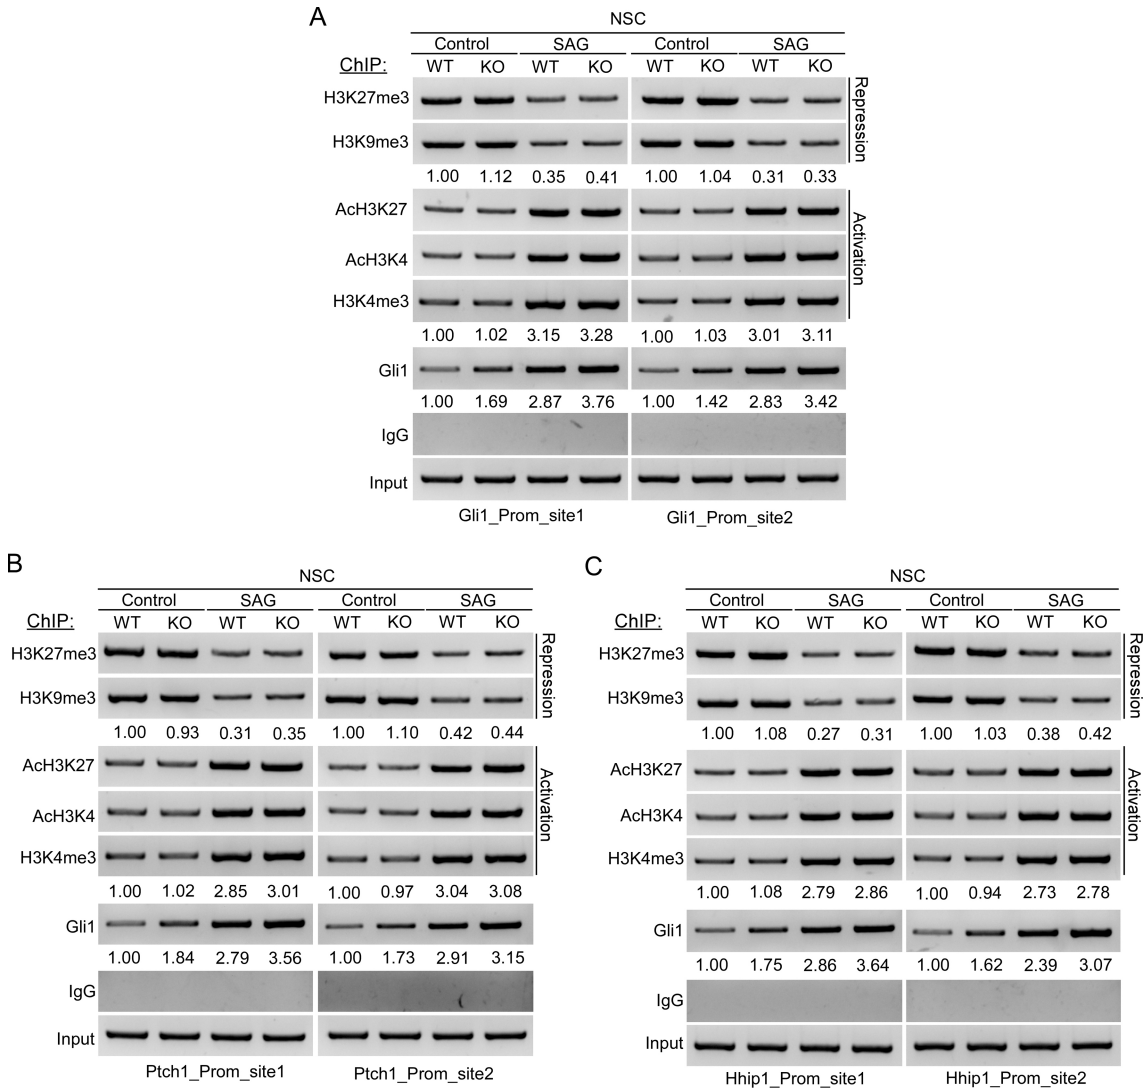 A
NSC
Control SAG Control SAG
ChIP: WT KO WT KO WT KO WT KO
H3K27me3
H3K9me3
Repression
1.00 1.12 0.35 0.41 1.00 1.04 0.31 0.33
AcH3K27
AcH3K4
H3K4me3
Activation
1.00 1.02 3.15 3.28 1.00 1.03 3.01 3.11
Gli1
1.00 1.69 2.87 3.76 1.00 1.42 2.83 3.42
IgG
Input
Gli1_Prom_site1 Gli1_Prom_site2
B
NSC
Control SAG Control SAG
ChIP: WT KO WT KO WT KO WT KO
H3K27me3
H3K9me3
Repression
1.00 0.93 0.31 0.35 1.00 1.10 0.42 0.44
AcH3K27
AcH3K4
H3K4me3
Activation
1.00 1.02 2.85 3.01 1.00 0.97 3.04 3.08
Gli1
1.00 1.84 2.79 3.56 1.00 1.73 2.91 3.15
IgG
Input
Ptch1_Prom_site1 Ptch1_Prom_site2
C
NSC
Control SAG Control SAG
ChIP: WT KO WT KO WT KO WT KO
H3K27me3
H3K9me3
Repression
1.00 1.08 0.27 0.31 1.00 1.03 0.38 0.42
AcH3K27
AcH3K4
H3K4me3
Activation
1.00 1.08 2.79 2.86 1.00 0.94 2.73 2.78
Gli1
1.00 1.75 2.86 3.64 1.00 1.62 2.39 3.07
IgG
Input
Hhip1_Prom_site1 Hhip1_Prom_site2